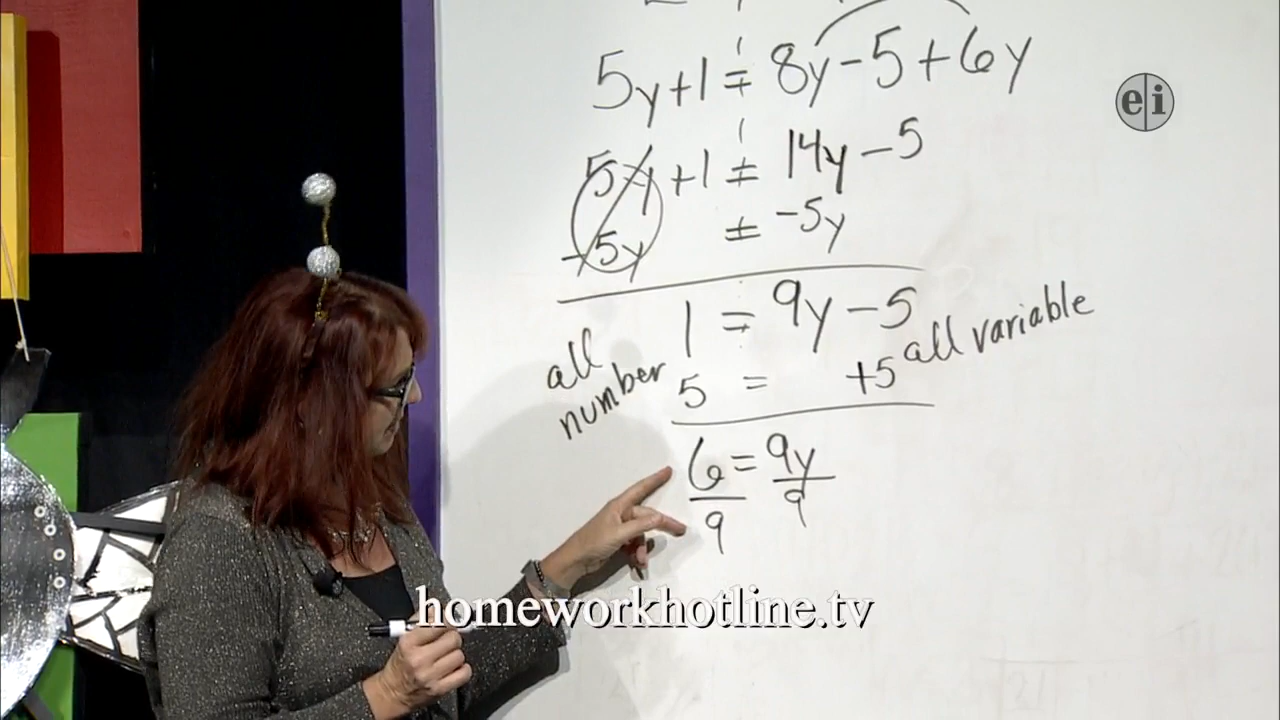 5y+1 = 8y-5+6y
e|i
5y+1 = 14y-5
-5y = -5y
1 = 9y-5
all number
all variable
5 = +5
6 = 9y
9 9
homeworkhotline.tv